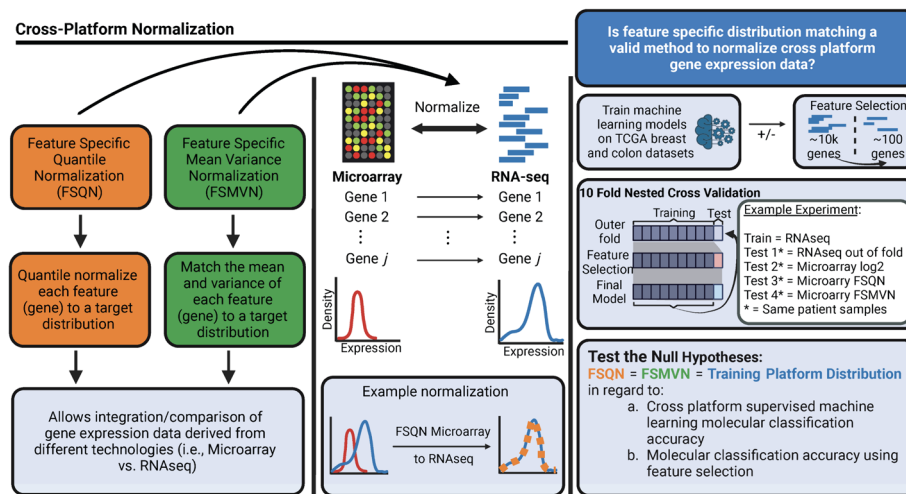 Cross-Platform Normalization
Feature Specific
Quantile
Normalization
(FSQN)
Feature Specific
Mean Variance
Normalization
(FSMVN)
Quantile normalize
each feature
(gene) to a target
distribution
Match the mean
and variance of
each feature
(gene) to a target
distribution
Allows integration/comparison of
gene expression data derived from
different technologies (i.e., Microarray
vs. RNAseq)
Normalize
Microarray
RNA-seq
Gene 1
Gene 1
Gene 2
Gene 2
⋮
⋮
Gene j
Gene j
Density
Expression
Density
Expression
Example normalization
FSQN Microarray
to RNAseq
Is feature specific distribution matching a
valid method to normalize cross platform
gene expression data?
Train machine
learning models
on TCGA breast
and colon datasets
+/-
Feature Selection
~10k
genes
~100
genes
10 Fold Nested Cross Validation
Training
Test
Outer
fold
Feature
Selection
Final
Model
Example Experiment:
Train = RNAseq
Test 1* = RNAseq out of fold
Test 2* = Microarray log2
Test 3* = Microarry FSQN
Test 4* = Microarry FSMVN
* = Same patient samples
Test the Null Hypotheses:
FSQN = FSMVN = Training Platform Distribution
in regard to:
a. Cross platform supervised machine
learning molecular classification
accuracy
b. Molecular classification accuracy using
feature selection